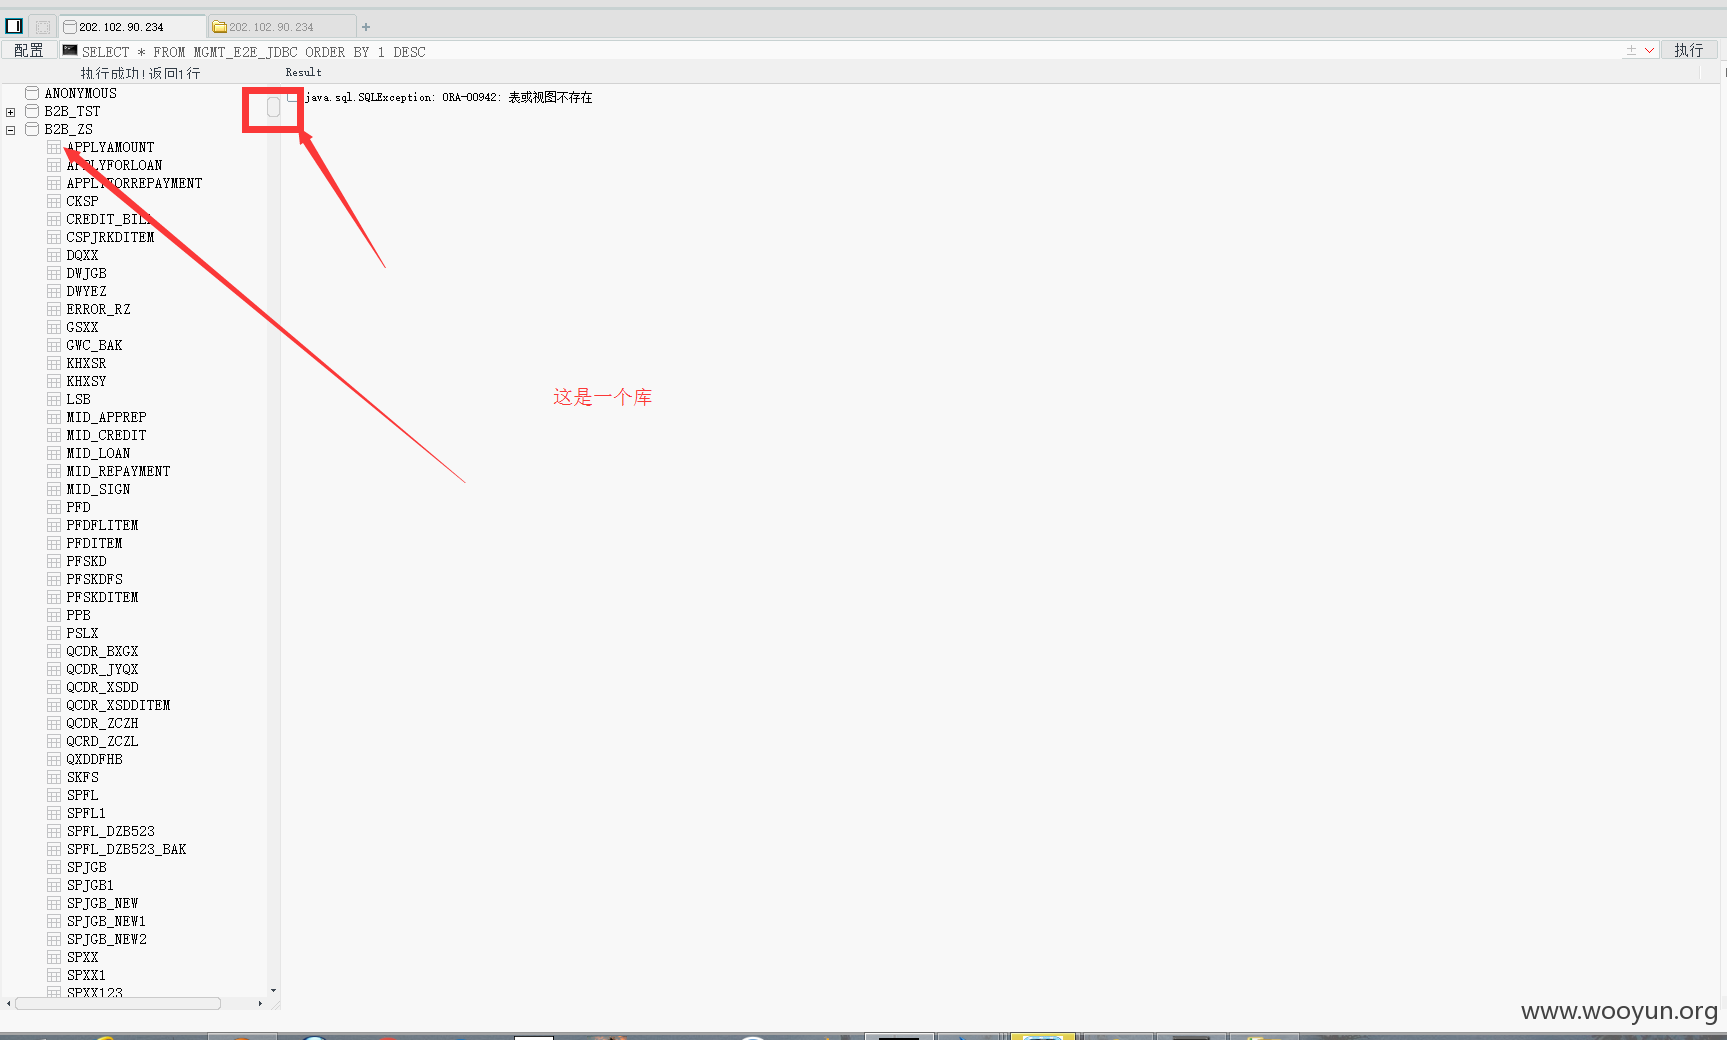 202.102.90.234
202.102.90.234
配置
SELECT * FROM MGMT_E2E_JDBC ORDER BY 1 DESC
执行
执行成功!返回1行
Result
ANONYMOUS
java.sql.SQLException: ORA-00942: 表或视图不存在
B2B_TST
B2B_ZS
APPLYAMOUNT
APPLYFORLOAN
APPLYFORREPAYMENT
CKSP
CREDIT_BILL
CSPJRKDITEM
DQXX
DWJGB
DWYEZ
ERROR_RZ
GSXX
GWC_BAK
KHXSR
KHXSY
这是一个库
LSB
MID_APPREP
MID_CREDIT
MID_LOAN
MID_REPAYMENT
MID_SIGN
PFD
PFDFLITEM
PFDITEM
PFSKD
PFSKDFS
PFSKDITEM
PPB
PSLX
QCDR_BXGX
QCDR_JYQX
QCDR_XSDD
QCDR_XSDDITEM
QCDR_ZCZH
QCRD_ZCZL
QXDDFHB
SKFS
SPFL
SPFL1
SPFL_DZB523
SPFL_DZB523_BAK
SPJGB
SPJGB1
SPJGB_NEW
SPJGB_NEW1
SPJGB_NEW2
SPXX
SPXX1
SPXX123
www.wooyun.org